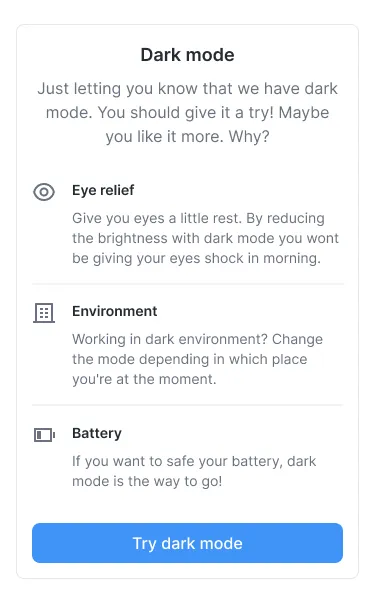 Dark mode
Just letting you know that we have dark
mode. You should give it a try! Maybe
you like it more. Why?
Eye relief
Give you eyes a little rest. By reducing
the brightness with dark mode you wont
be giving your eyes shock in morning.
Environment
Working in dark environment? Change
the mode depending in which place
you're at the moment.
Battery
If you want to safe your battery, dark
mode is the way to go!
Try dark mode